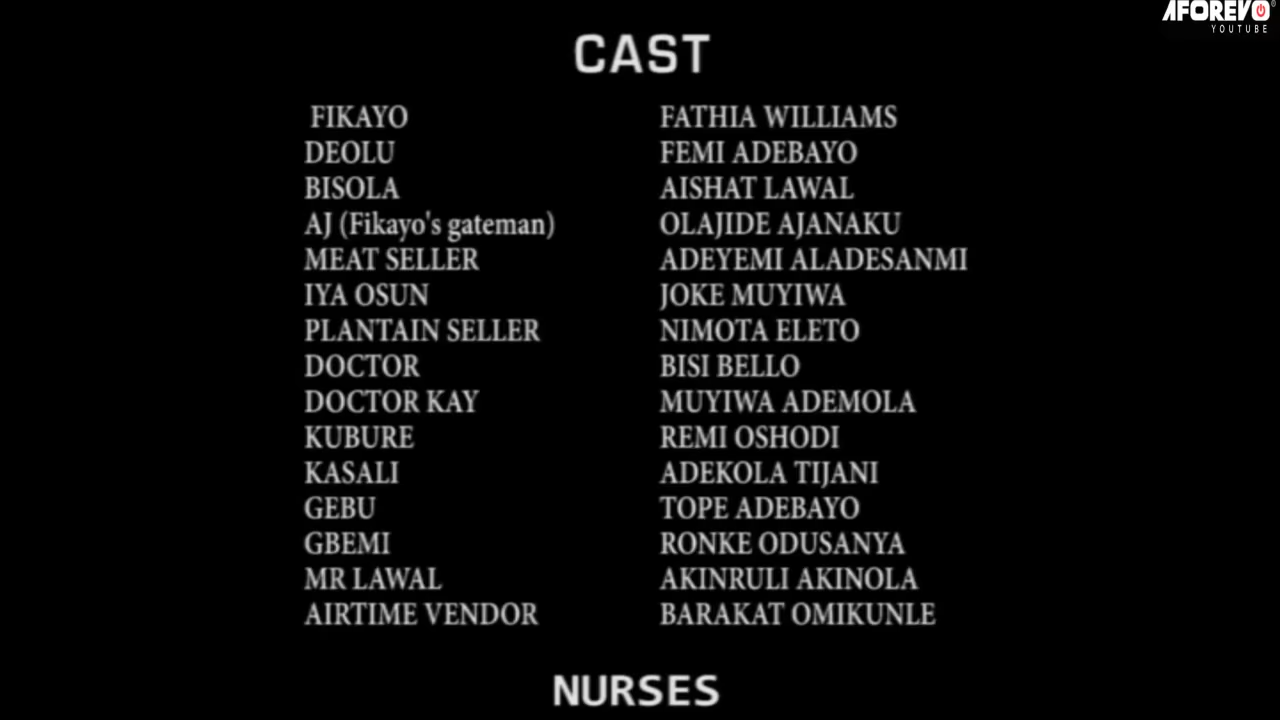 AFOREVO
YOUTUBE
CAST
FIKAYO FATHIA WILLIAMS
DEOLU FEMI ADEBAYO
BISOLA AISHAT LAWAL
AJ (Fikayo's gateman) OLAJIDE AJANAKU
MEAT SELLER ADEYEMI ALADESANMI
IYA OSUN JOKE MUYIWA
PLANTAIN SELLER NIMOTA ELETO
DOCTOR BISI BELLO
DOCTOR KAY MUYIWA ADEMOLA
KUBURE REMI OSHODI
KASALI ADEKOLA TIJANI
GEBU TOPE ADEBAYO
GBEMI RONKE ODUSANYA
MR LAWAL AKINRULI AKINOLA
AIRTIME VENDOR BARAKAT OMIKUNLE
NURSES